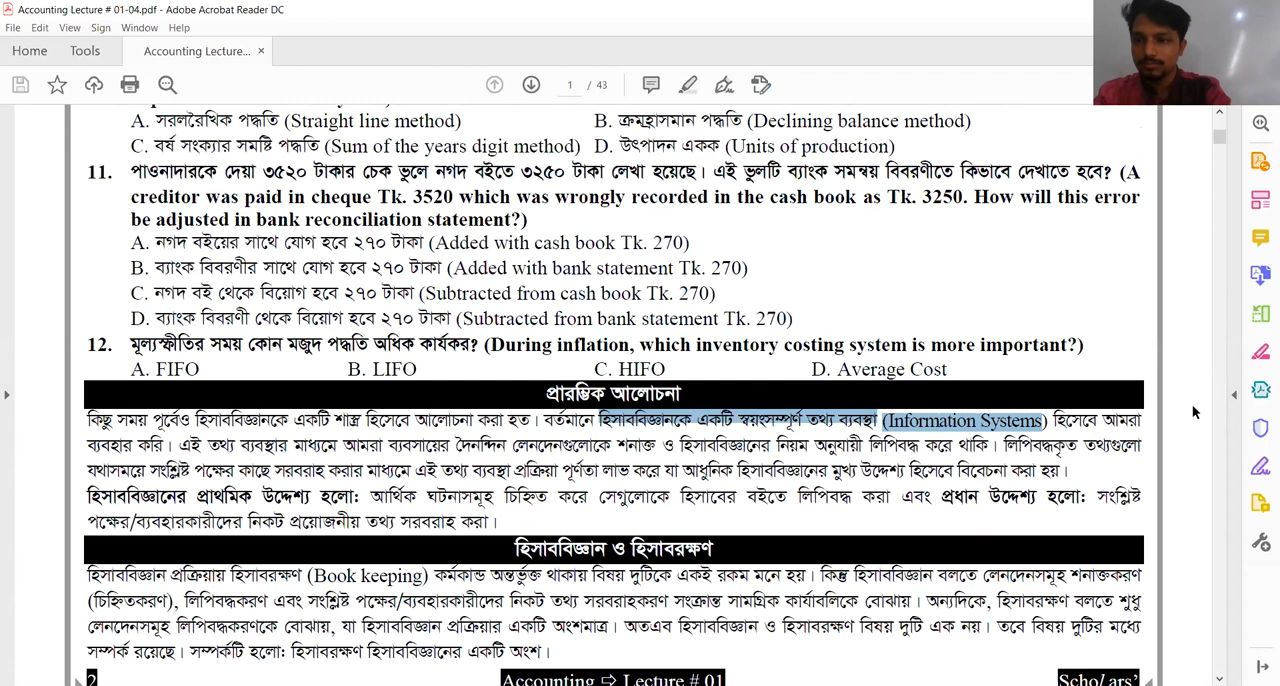 Accounting Lecture # 01-04.pdf - Adobe Acrobat Reader DC
File Edit View Sign Window Help
Home Tools Accounting Lecture... ×
1 / 43
A. সরলরৈখিক পদ্ধতি (Straight line method) B. ক্রমহ্রাসমান পদ্ধতি (Declining balance method)
C. বর্ষ সংখ্যার সমষ্টি পদ্ধতি (Sum of the years digit method) D. উৎপাদন একক (Units of production)
11. পাওনাদারকে দেয়া ৩৫২০ টাকার চেক ভুলে নগদ বইতে ৩২৫০ টাকা লেখা হয়েছে। এই ভুলটি ব্যাংক সমন্বয় বিবরণীতে কিভাবে দেখাতে হবে? (A
creditor was paid in cheque Tk. 3520 which was wrongly recorded in the cash book as Tk. 3250. How will this error
be adjusted in bank reconciliation statement?)
A. নগদ বইয়ের সাথে যোগ হবে ২৭০ টাকা (Added with cash book Tk. 270)
B. ব্যাংক বিবরণীর সাথে যোগ হবে ২৭০ টাকা (Added with bank statement Tk. 270)
C. নগদ বই থেকে বিয়োগ হবে ২৭০ টাকা (Subtracted from cash book Tk. 270)
D. ব্যাংক বিবরণী থেকে বিয়োগ হবে ২৭০ টাকা (Subtracted from bank statement Tk. 270)
12. মূল্যস্ফীতির সময় কোন মজুদ পদ্ধতি অধিক কার্যকর? (During inflation, which inventory costing system is more important?)
A. FIFO B. LIFO C. HIFO D. Average Cost
প্রারম্ভিক আলোচনা
কিছু সময় পূর্বেও হিসাববিজ্ঞানকে একটি শাস্ত্র হিসেবে আলোচনা করা হত। বর্তমানে হিসাববিজ্ঞানকে একটি স্বয়ংসম্পূর্ণ তথ্য ব্যবস্থা (Information Systems) হিসেবে আমরা
ব্যবহার করি। এই তথ্য ব্যবস্থার মাধ্যমে আমরা ব্যবসায়ের দৈনন্দিন লেনদেনগুলোকে শনাক্ত ও হিসাববিজ্ঞানের নিয়ম অনুযায়ী লিপিবদ্ধ করে থাকি। লিপিবদ্ধকৃত তথ্যগুলো
যথাসময়ে সংশ্লিষ্ট পক্ষের কাছে সরবরাহ করার মাধ্যমে এই তথ্য ব্যবস্থা প্রক্রিয়া পূর্ণতা লাভ করে যা আধুনিক হিসাববিজ্ঞানের মুখ্য উদ্দেশ্য হিসেবে বিবেচনা করা হয়।
হিসাববিজ্ঞানের প্রাথমিক উদ্দেশ্য হলো: আর্থিক ঘটনাসমূহ চিহ্নিত করে সেগুলোকে হিসাবের বইতে লিপিবদ্ধ করা এবং প্রধান উদ্দেশ্য হলো: সংশ্লিষ্ট
পক্ষের/ব্যবহারকারীদের নিকট প্রয়োজনীয় তথ্য সরবরাহ করা।
হিসাববিজ্ঞান ও হিসাবরক্ষণ
হিসাববিজ্ঞান প্রক্রিয়ায় হিসাবরক্ষণ (Book keeping) কর্মকান্ড অন্তর্ভুক্ত থাকায় বিষয় দুটিকে একই রকম মনে হয়। কিন্তু হিসাববিজ্ঞান বলতে লেনদেনসমূহ শনাক্তকরণ
(চিহ্নিতকরণ), লিপিবদ্ধকরণ এবং সংশ্লিষ্ট পক্ষের/ব্যবহারকারীদের নিকট তথ্য সরবরাহকরণ সংক্রান্ত সামগ্রিক কার্যাবলিকে বোঝায়। অন্যদিকে, হিসাবরক্ষণ বলতে শুধু
লেনদেনসমূহ লিপিবদ্ধকরণকে বোঝায়, যা হিসাববিজ্ঞান প্রক্রিয়ার একটি অংশমাত্র। অতএব হিসাববিজ্ঞান ও হিসাবরক্ষণ বিষয় দুটি এক নয়। তবে বিষয় দুটির মধ্যে
সম্পর্ক রয়েছে। সম্পর্কটি হলো: হিসাবরক্ষণ হিসাববিজ্ঞানের একটি অংশ।
2 Accounting ⇨ Lecture # 01 Scholars'